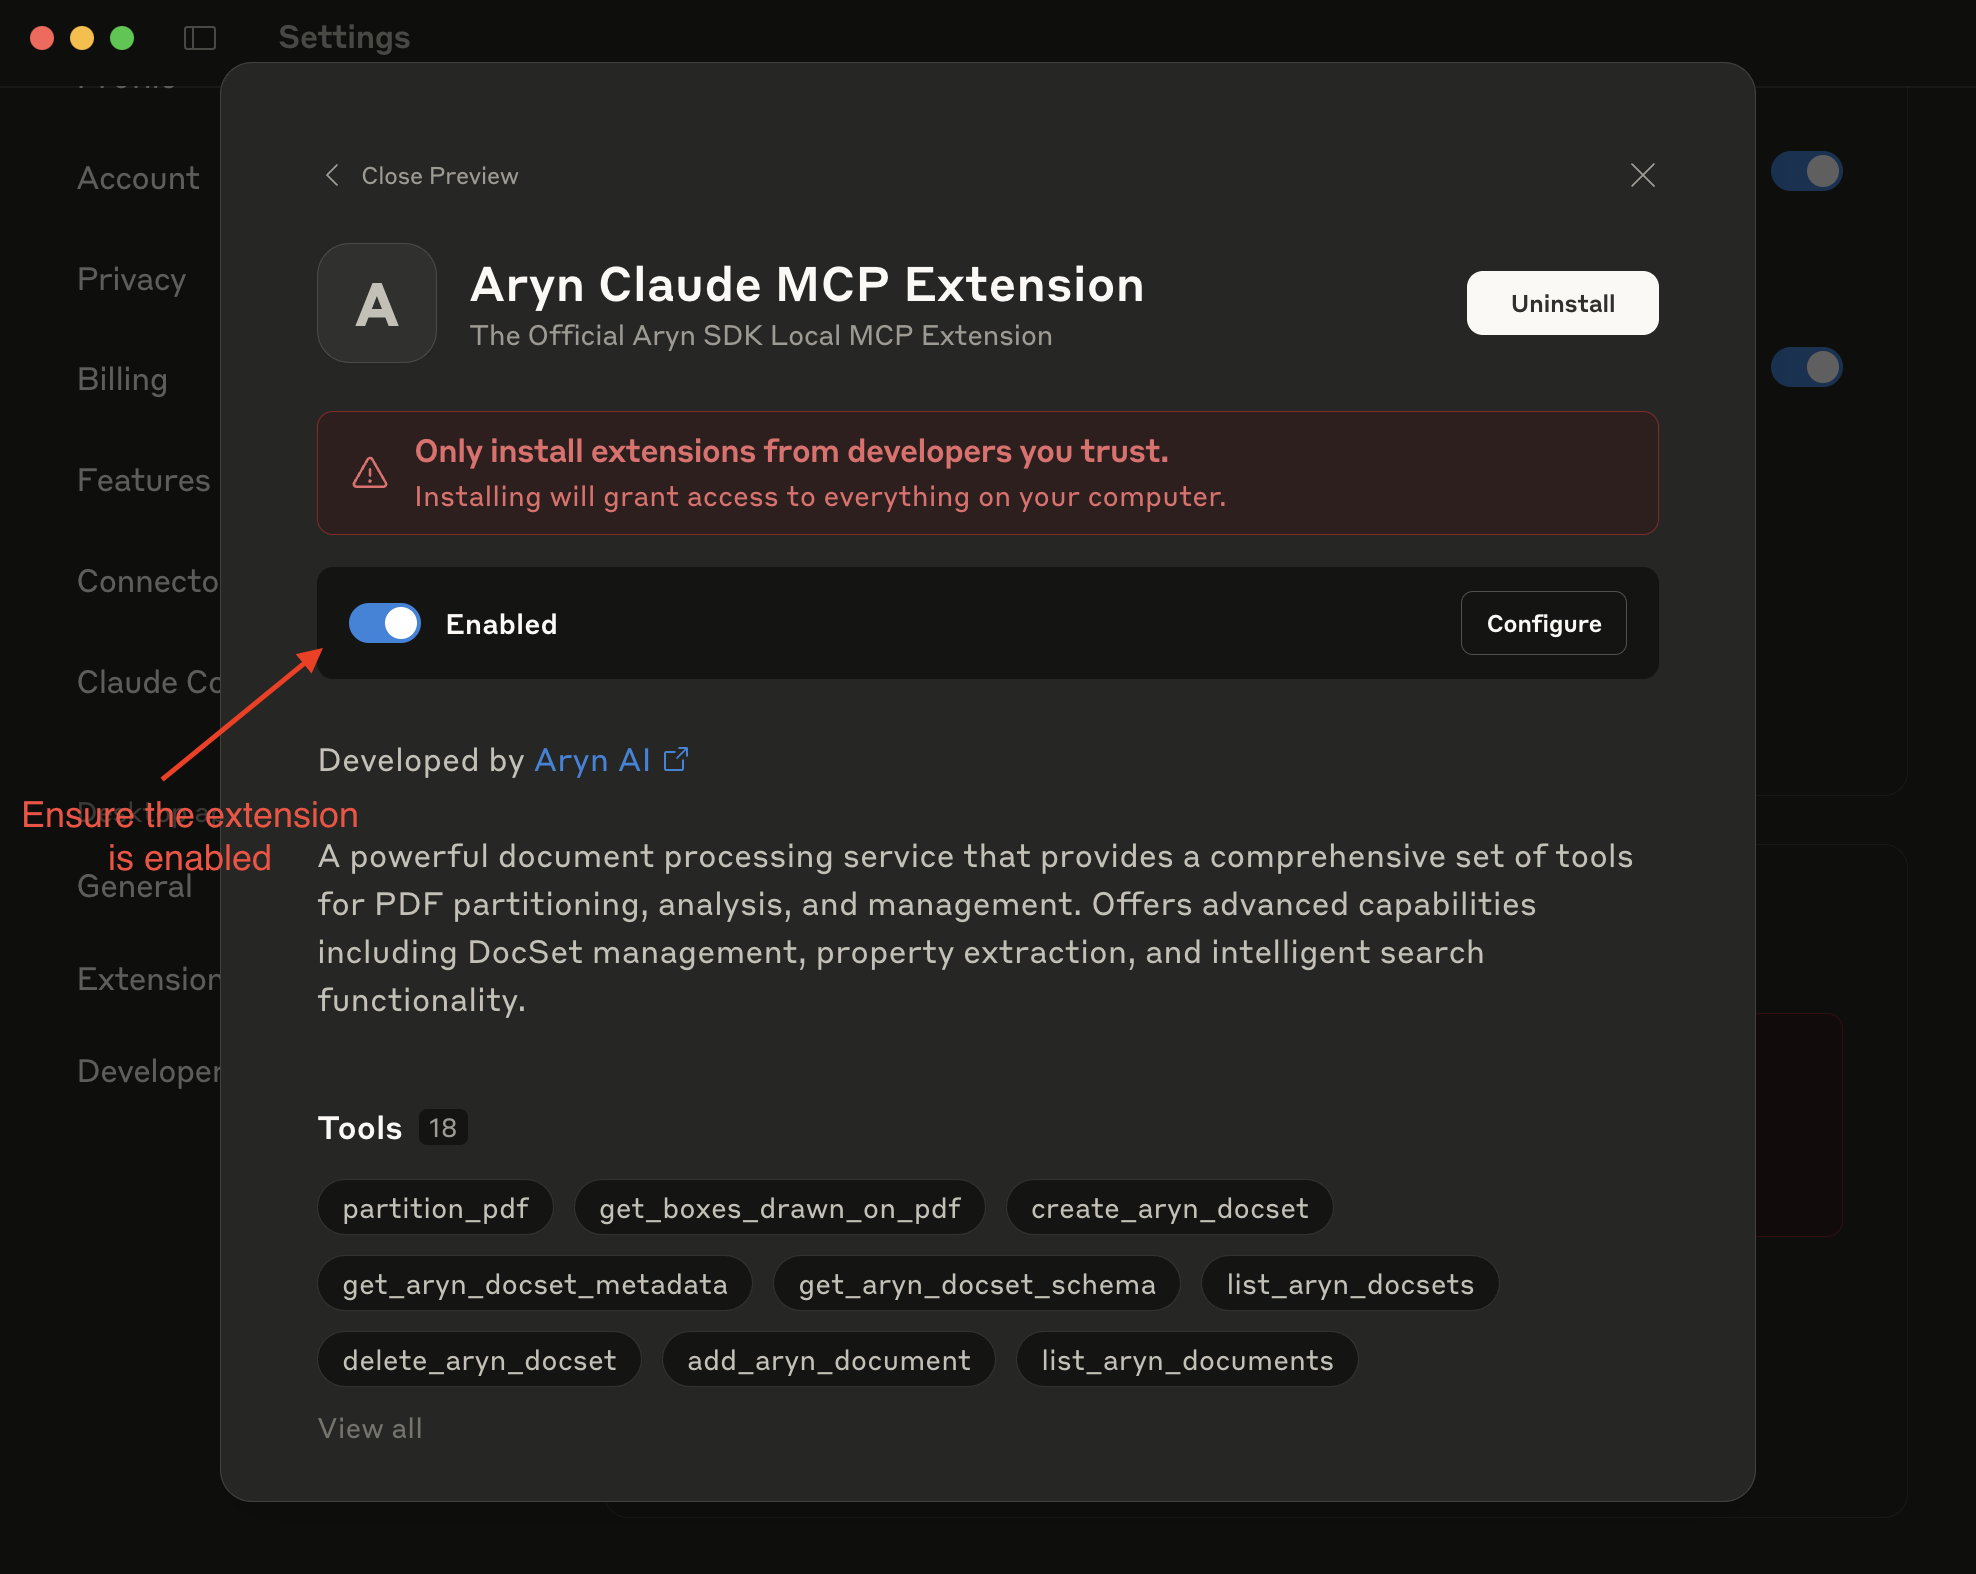 Settings
Account
Privacy
Billing
Features
Connecto
Claude Co
General
Extension
Developer
Close Preview
A
Aryn Claude MCP Extension
The Official Aryn SDK Local MCP Extension
Uninstall
Only install extensions from developers you trust.
Installing will grant access to everything on your computer.
Enabled
Configure
Ensure the extension
is enabled
Developed by Aryn AI
A powerful document processing service that provides a comprehensive set of tools
for PDF partitioning, analysis, and management. Offers advanced capabilities
including DocSet management, property extraction, and intelligent search
functionality.
Tools 18
partition_pdf get_boxes_drawn_on_pdf create_aryn_docset
get_aryn_docset_metadata get_aryn_docset_schema list_aryn_docsets
delete_aryn_docset add_aryn_document list_aryn_documents
View all